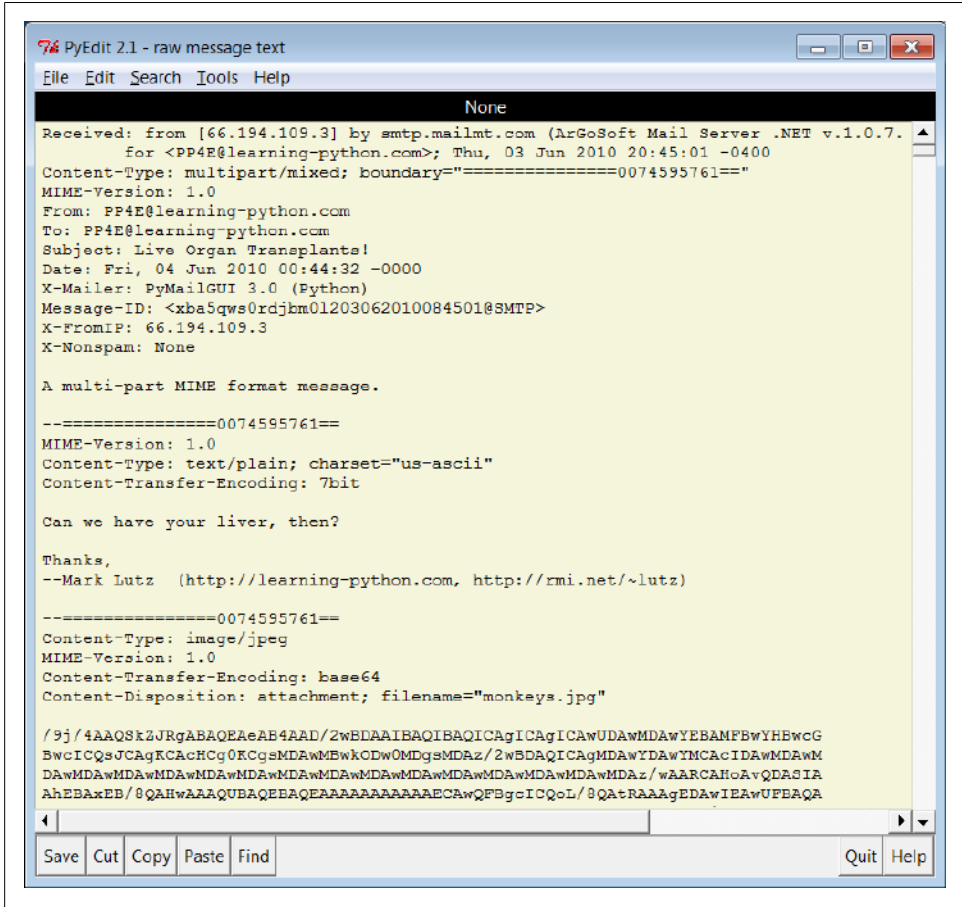 PyEdit 2.1 - raw message text
File Edit Search Tools Help
None
Received: from [66.194.109.3] by smtp.mailmt.com (ArGoSoft Mail Server .NET v.1.0.7.
for <PP4E@learning-python.com>; Thu, 03 Jun 2010 20:45:01 -0400
Content-Type: multipart/mixed; boundary="===============0074595761=="
MIME-Version: 1.0
From: PP4E@learning-python.com
To: PP4E@learning-python.com
Subject: Live Organ Transplants!
Date: Fri, 04 Jun 2010 00:44:32 -0000
X-Mailer: PyMailGUI 3.0 (Python)
Message-ID: <xba5qws0rdjbm01203062010084501@SMTP>
X-FromIP: 66.194.109.3
X-Nonspam: None
A multi-part MIME format message.
--===============0074595761==
MIME-Version: 1.0
Content-Type: text/plain; charset="us-ascii"
Content-Transfer-Encoding: 7bit
Can we have your liver, then?
Thanks,
--Mark Lutz (http://learning-python.com, http://rmi.net/~lutz)
--===============0074595761==
Content-Type: image/jpeg
MIME-Version: 1.0
Content-Transfer-Encoding: base64
Content-Disposition: attachment; filename="monkeys.jpg"
/9j/4AAQSkZJRgABAQEAeAB4AAD/2wBDAAIBAQIBAQICAgICAgICAwUDAwMDAwYEBAMFBwYHBwcG
BwcICQsJCAgKCAcHCg0KCgsMDAwMBwkODw0MDgsMDAz/2wBDAQICAgMDAwYDAwYMCAcIDAwMDAwM
DAwMDAwMDAwMDAwMDAwMDAwMDAwMDAwMDAwMDAwMDAwMDAwMDAwMDAwMDAz/wAARCAHoAvQDASIA
AhEBAxEB/8QAHwAAAQUBAQEBAQEAAAAAAAAAAAECAwQFBgcICQoL/8QAtRAAAgEDAwIEAwUFBAQA
Save Cut Copy Paste Find Quit Help